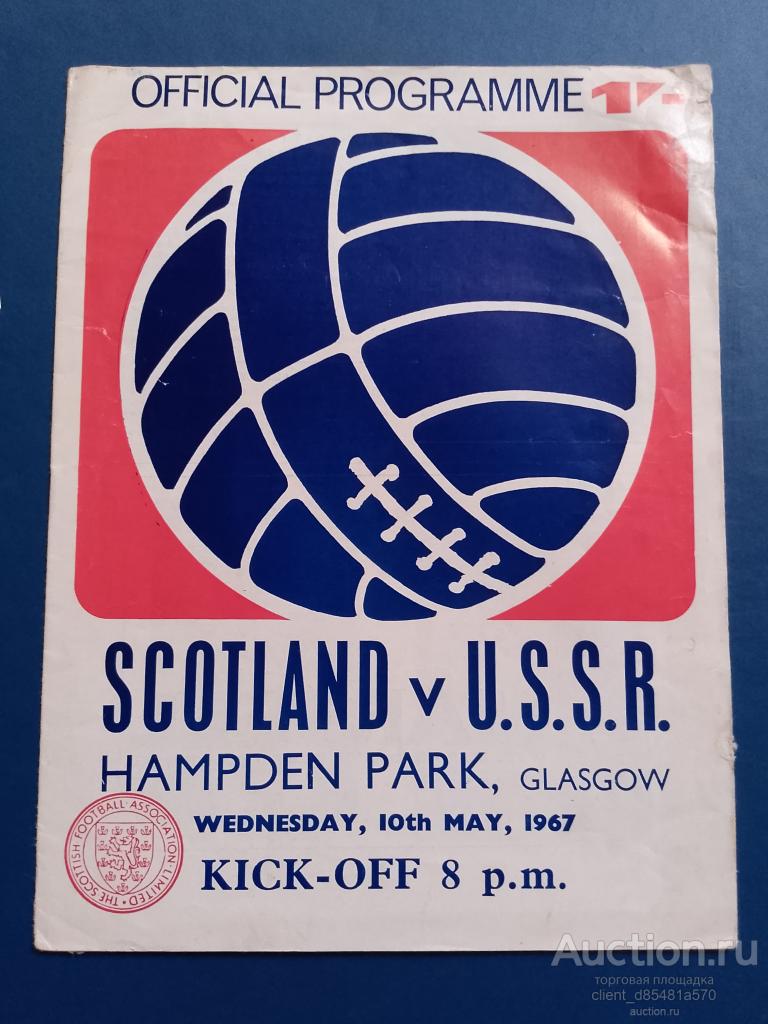 OFFICIAL PROGRAMME 1/-
SCOTLAND v U.S.S.R.
HAMPDEN PARK, GLASGOW
WEDNESDAY, 10th MAY, 1967
KICK-OFF 8 p.m.
THE SCOTTISH FOOTBALL ASSOCIATION LIMITED
Auction.ru
торговая площадка
client_d85481a570
auction.ru